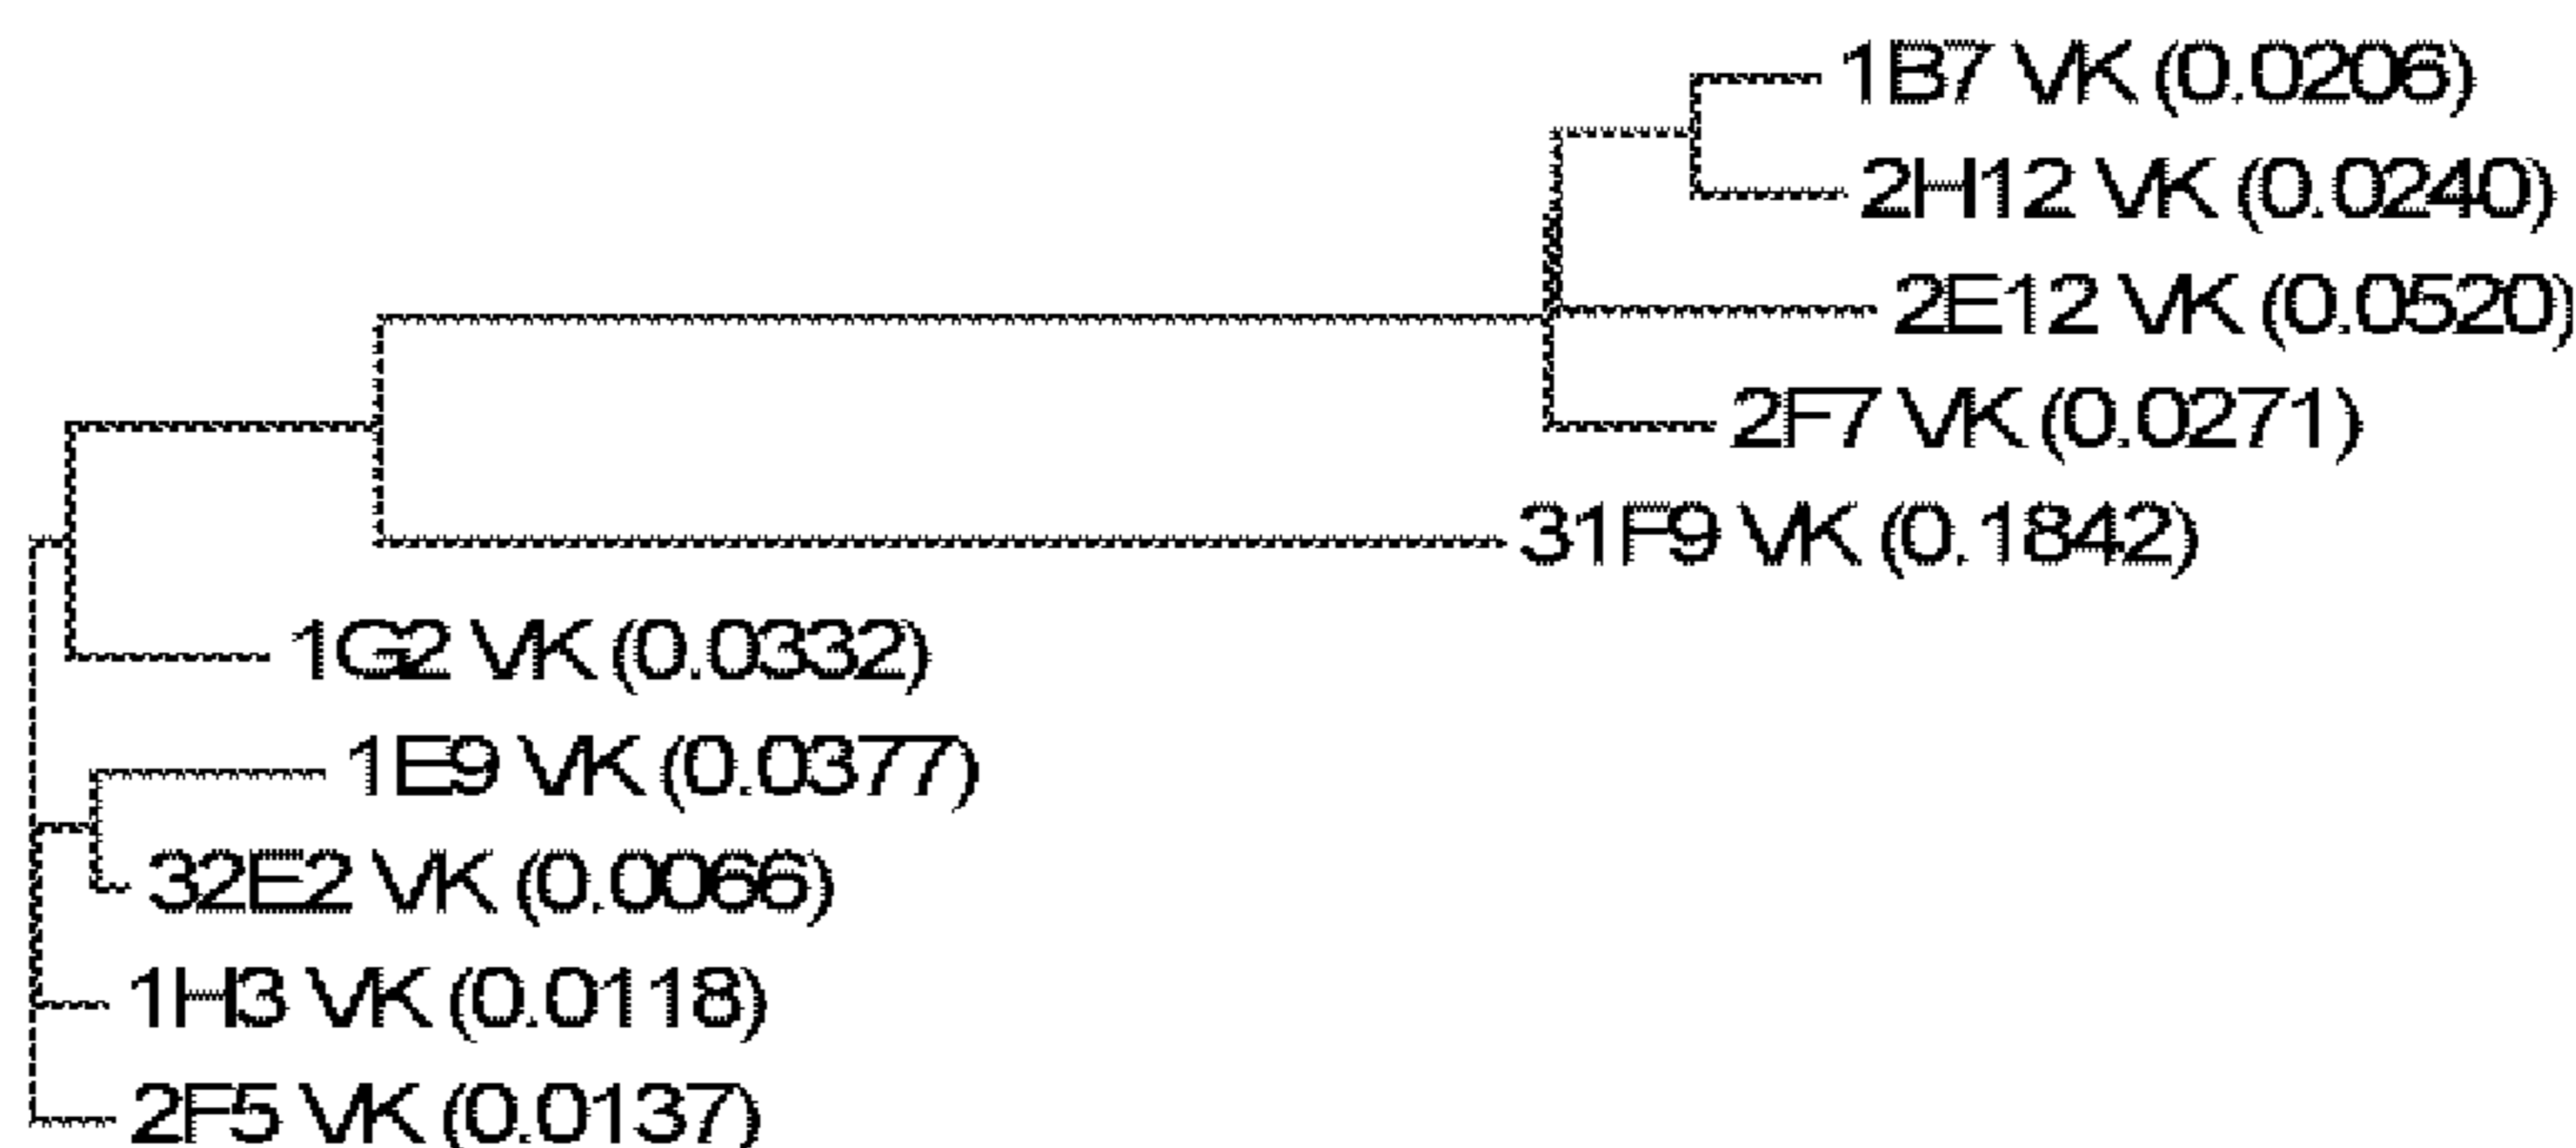 1B7 VK (0.0206)
2H12 VK (0.0240)
2E12 VK (0.0520)
2F7 VK (0.0271)
31F9 VK (0.1842)
1G2 VK (0.0332)
1E9 VK (0.0377)
32E2 VK (0.0066)
1H3 VK (0.0118)
2F5 VK (0.0137)